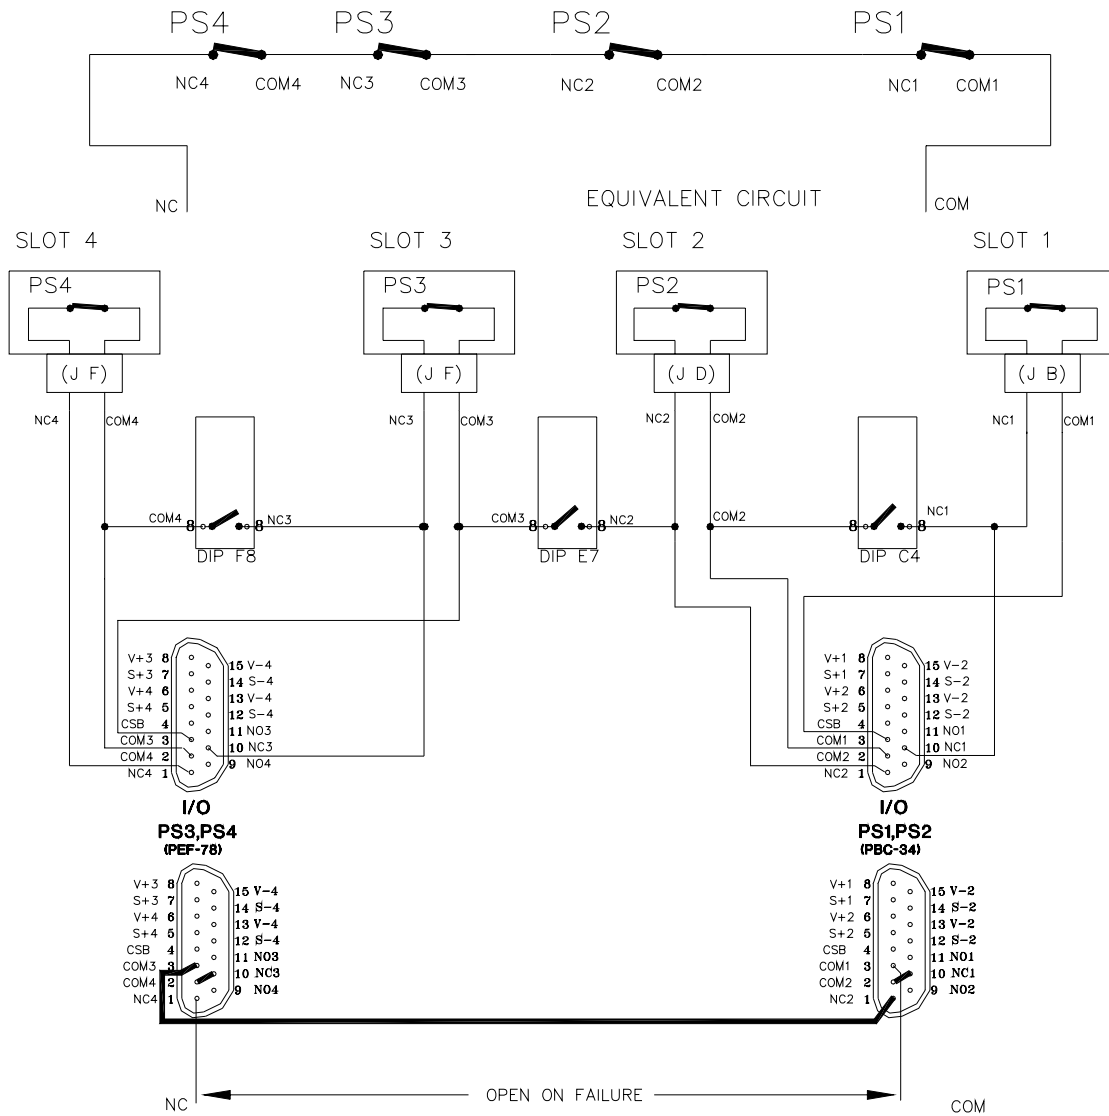 PS4 PS3 PS2 PS1
NC4 COM4 NC3 COM3 NC2 COM2 NC1 COM1
NC COM
EQUIVALENT CIRCUIT
SLOT 4 SLOT 3 SLOT 2 SLOT 1
PS4 PS3 PS2 PS1
(J F) (J F) (J D) (J B)
NC4 COM4 NC3 COM3 NC2 COM2 NC1 COM1
COM4 8 8 NC3 COM3 8 8 NC2 COM2 8 8 NC1
DIP F8 DIP E7 DIP C4
V+3 8 15 V-4 V+1 8 15 V-2
S+3 7 14 S-4 S+1 7 14 S-2
V+4 6 13 V-4 V+2 6 13 V-2
S+4 5 12 S-4 S+2 5 12 S-2
CSB 4 11 NO3 CSB 4 11 NO1
COM3 3 10 NC3 COM1 3 10 NC1
COM4 2 9 NO4 COM2 2 9 NO2
NC4 1 NC2 1
I/O I/O
PS3,PS4 PS1,PS2
(PEF-78) (PBC-34)
V+3 8 15 V-4 V+1 8 15 V-2
S+3 7 14 S-4 S+1 7 14 S-2
V+4 6 13 V-4 V+2 6 13 V-2
S+4 5 12 S-4 S+2 5 12 S-2
CSB 4 11 NO3 CSB 4 11 NO1
COM3 3 10 NC3 COM1 3 10 NC1
COM4 2 9 NO4 COM2 2 9 NO2
NC4 1 NC2 1
OPEN ON FAILURE
NC COM